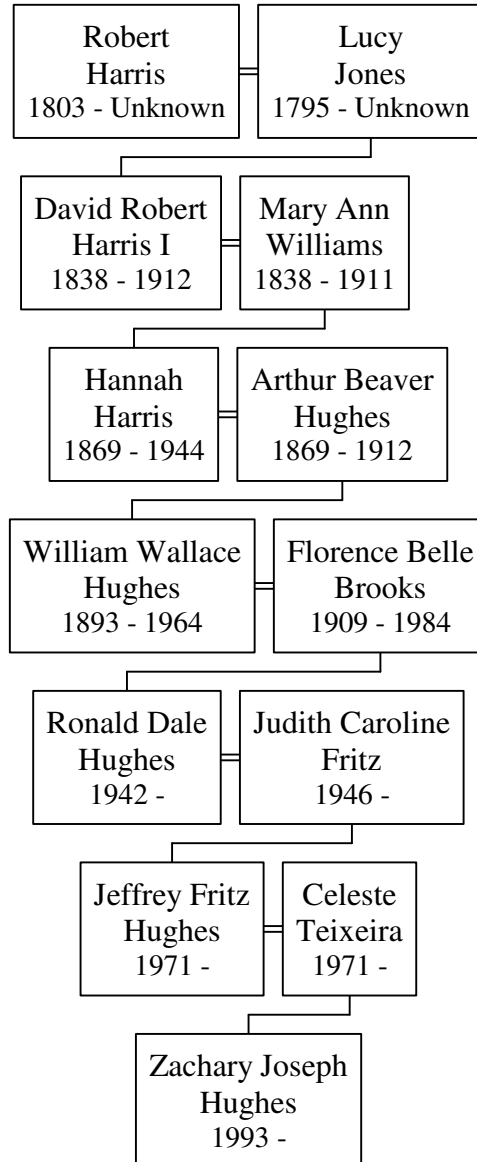 Robert
Harris
1803 - Unknown
Lucy
Jones
1795 - Unknown
David Robert
Harris I
1838 - 1912
Mary Ann
Williams
1838 - 1911
Hannah
Harris
1869 - 1944
Arthur Beaver
Hughes
1869 - 1912
William Wallace
Hughes
1893 - 1964
Florence Belle
Brooks
1909 - 1984
Ronald Dale
Hughes
1942 -
Judith Caroline
Fritz
1946 -
Jeffrey Fritz
Hughes
1971 -
Celeste
Teixeira
1971 -
Zachary Joseph
Hughes
1993 -